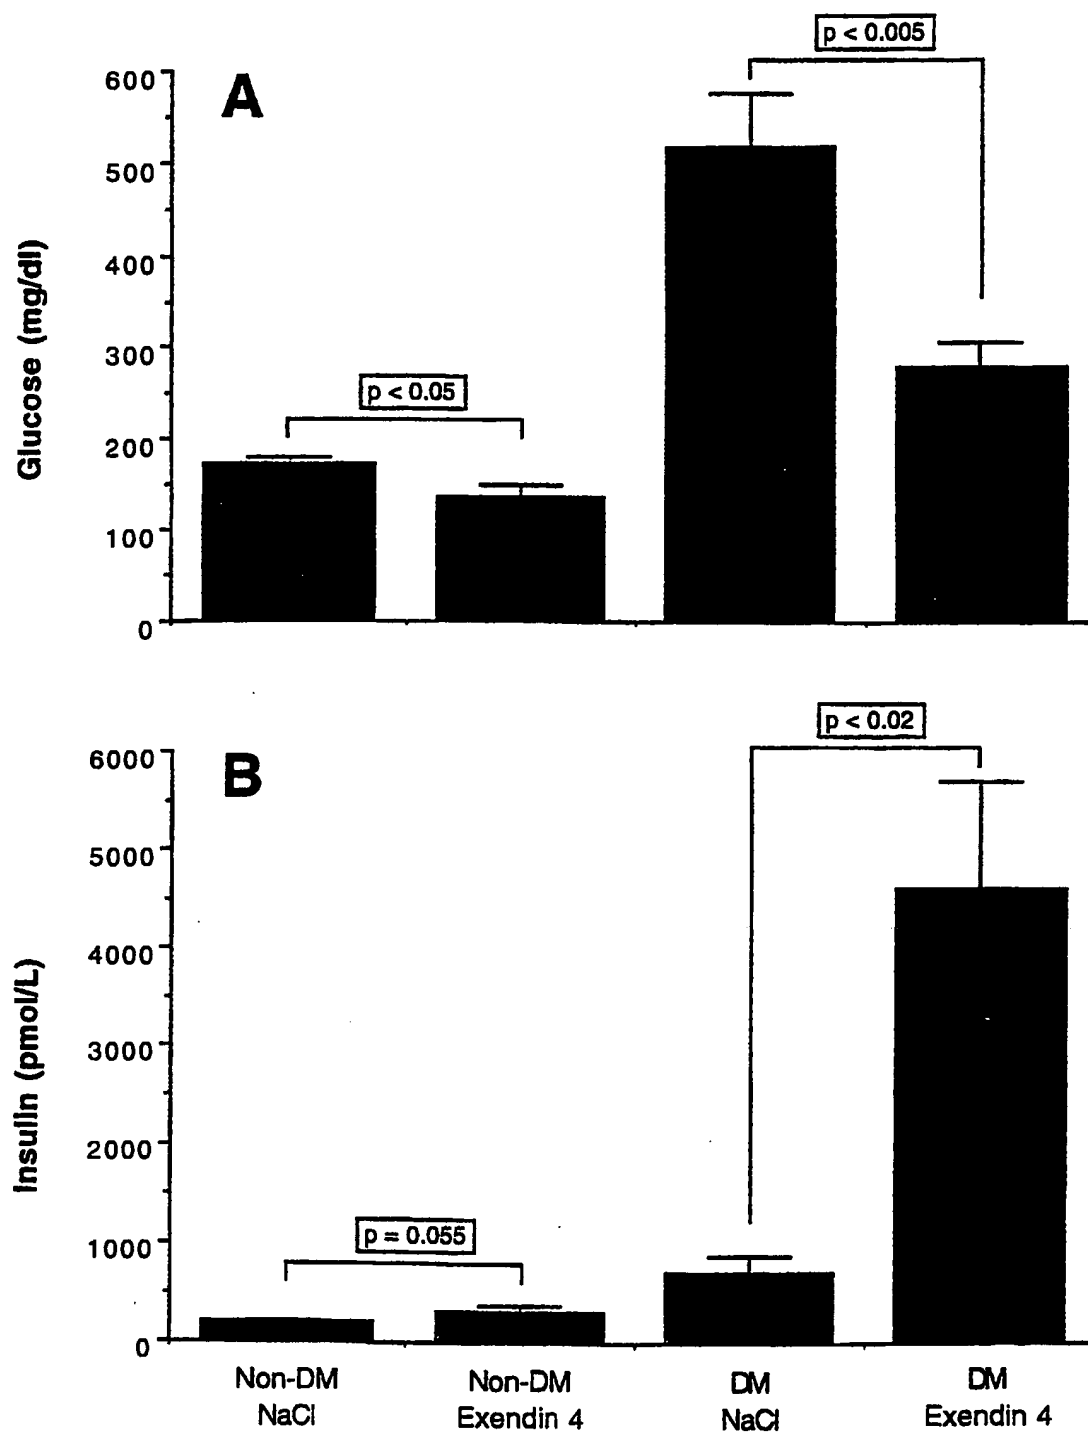 p < 0.005
A
600
500
400
300
200
100
0
Glucose (mg/dl)
p < 0.05
p < 0.02
B
6000
5000
4000
3000
2000
1000
0
Insulin (pmol/L)
p = 0.055
Non-DM
NaCl
Non-DM
Exendin 4
DM
NaCl
DM
Exendin 4